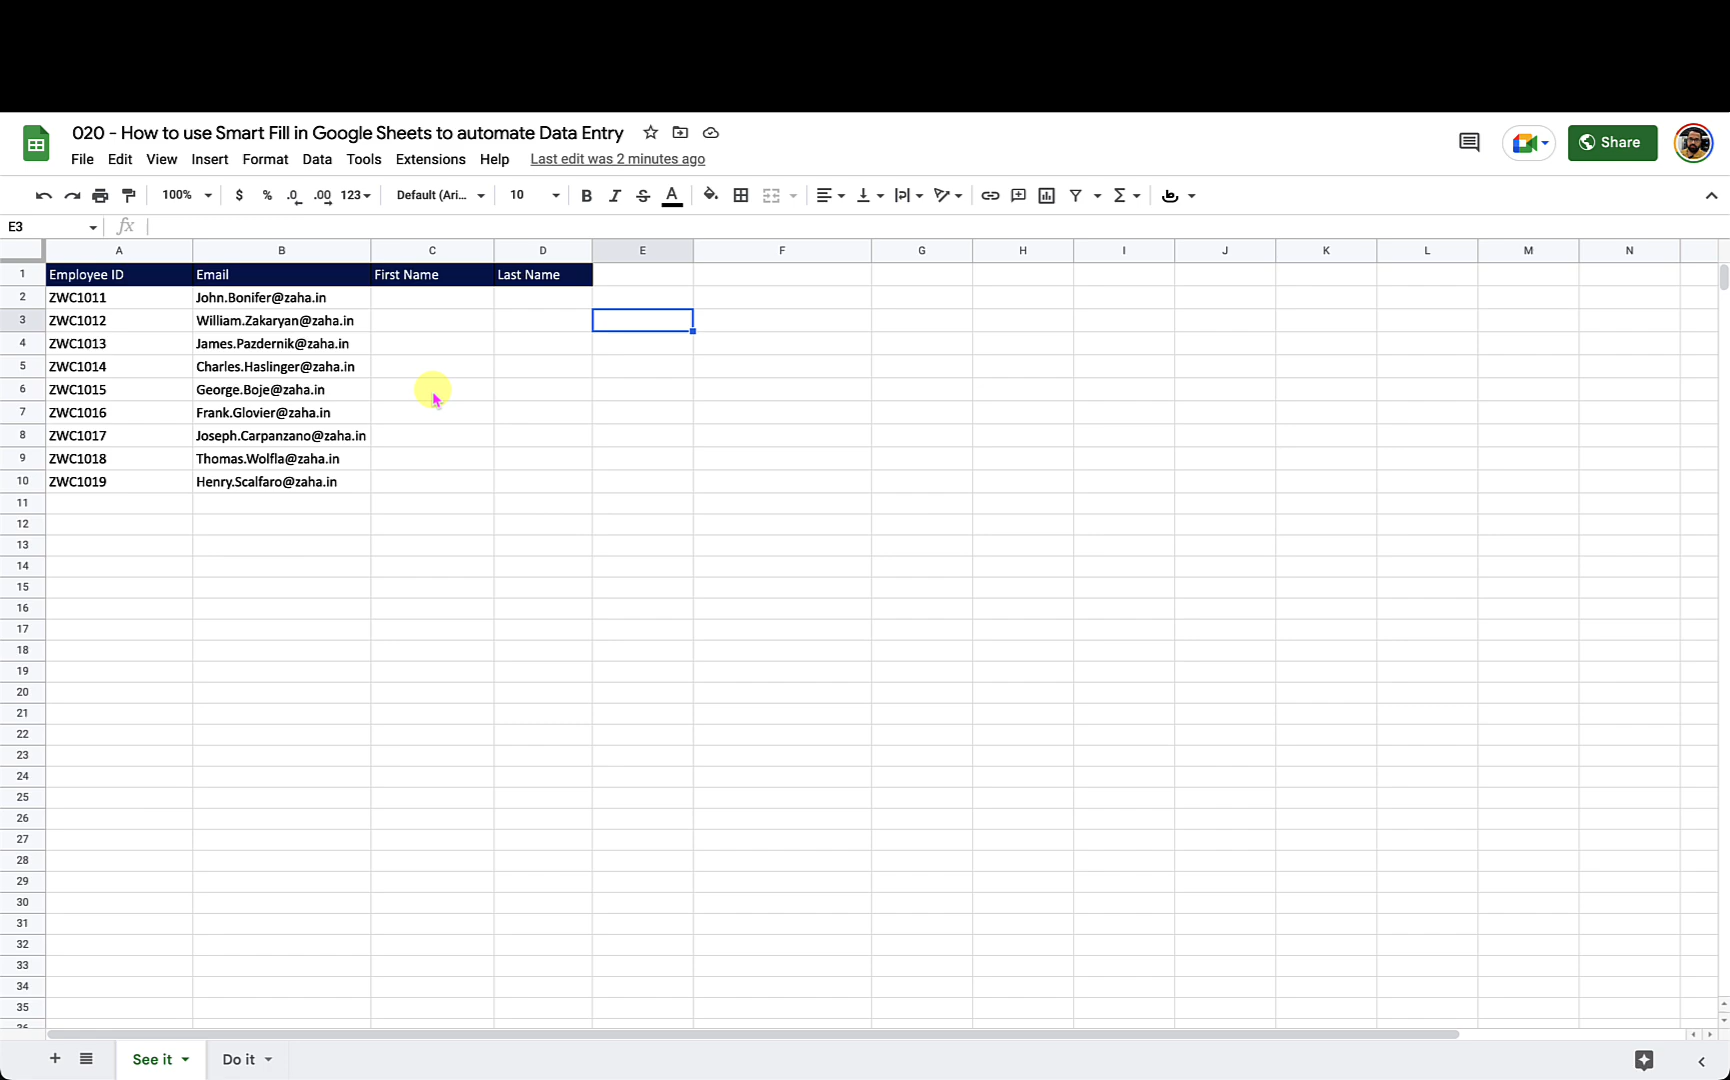 020 - How to use Smart Fill in Google Sheets to automate Data Entry
File Edit View Insert Format Data Tools Extensions Help Last edit was 2 minutes ago
Share
100% $ % .0 .00 123 Default (Ari... 10 B I S A
E3 fx
A B C D E F G H I J K L M N
1 Employee ID Email First Name Last Name
2 ZWC1011 John.Bonifer@zaha.in
3 ZWC1012 William.Zakaryan@zaha.in
4 ZWC1013 James.Pazdernik@zaha.in
5 ZWC1014 Charles.Haslinger@zaha.in
6 ZWC1015 George.Boje@zaha.in
7 ZWC1016 Frank.Glovier@zaha.in
8 ZWC1017 Joseph.Carpanzano@zaha.in
9 ZWC1018 Thomas.Wolfla@zaha.in
10 ZWC1019 Henry.Scalfaro@zaha.in
11
12
13
14
15
16
17
18
19
20
21
22
23
24
25
26
27
28
29
30
31
32
33
34
35
See it Do it